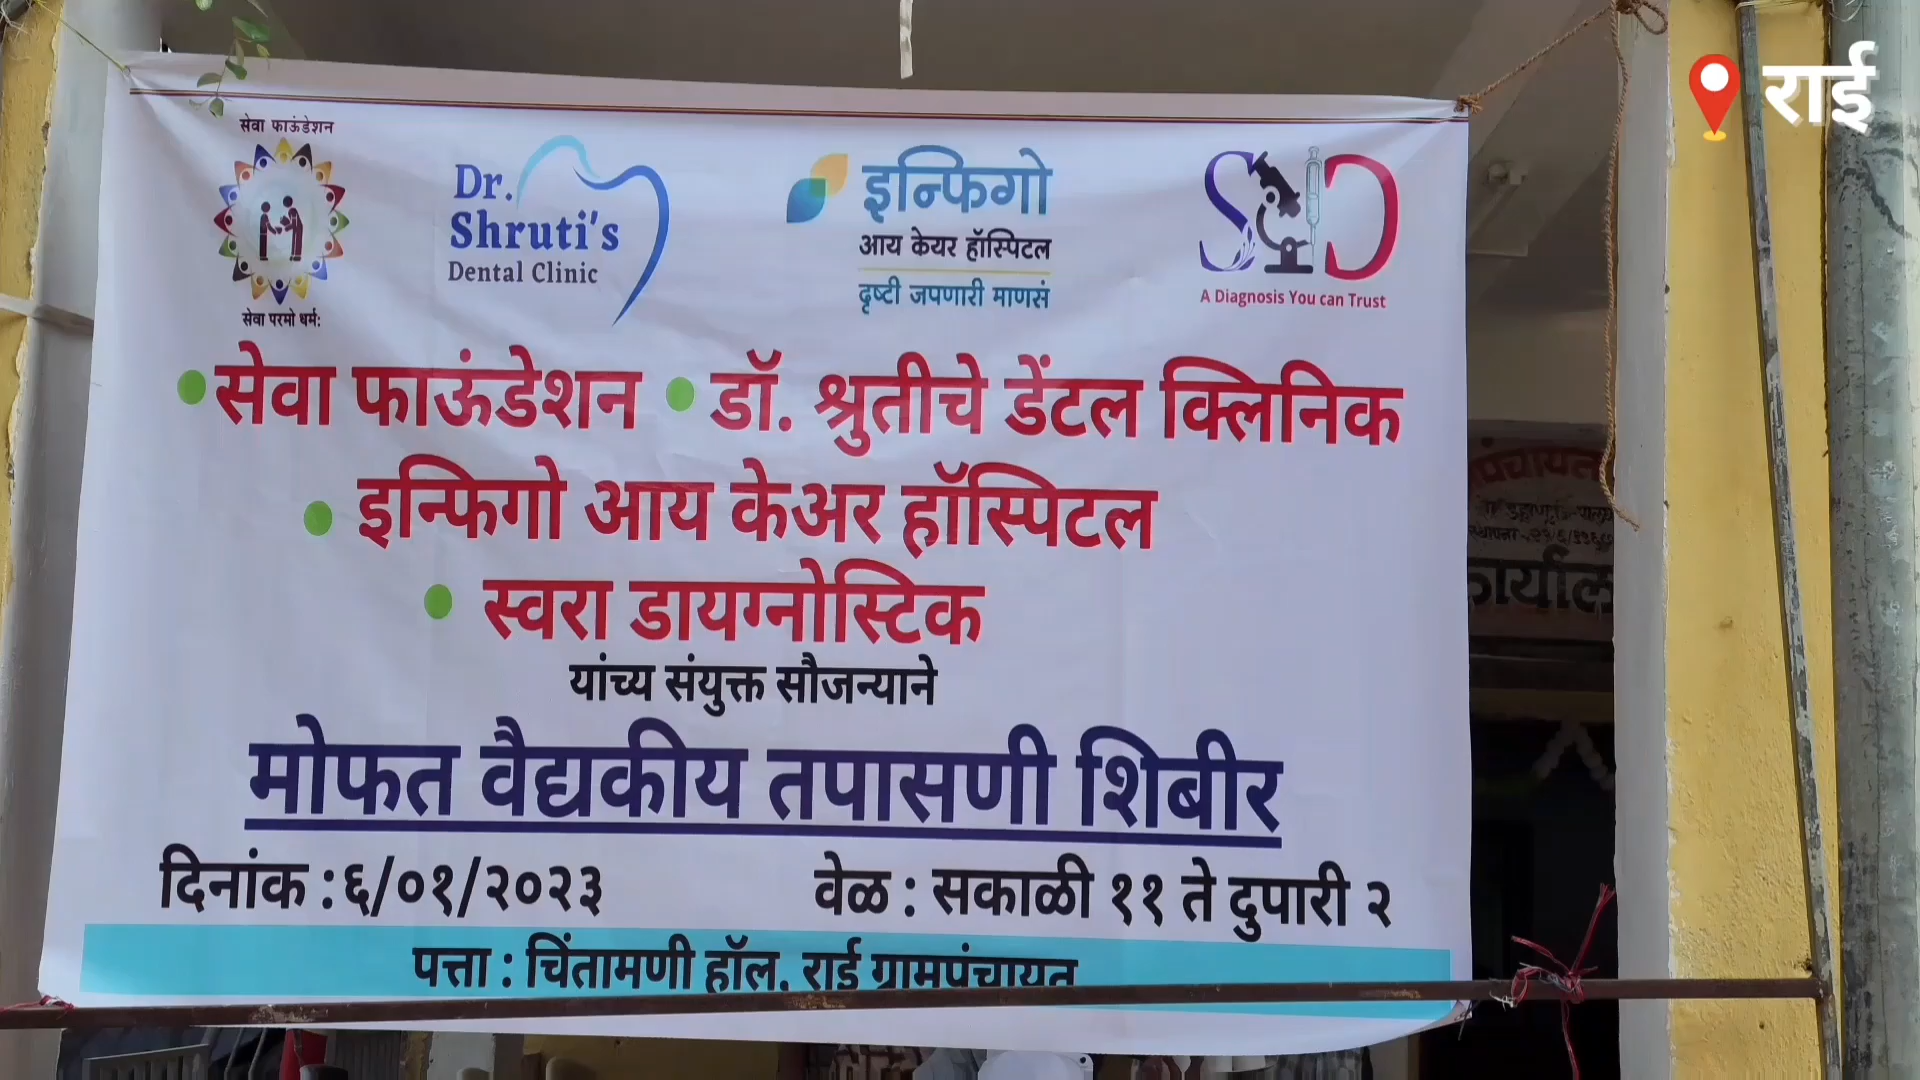 राई
सेवा फाऊंडेशन
सेवा परमो धर्म:
Dr.
Shruti's
Dental Clinic
इन्फिगो
आय केयर हॉस्पिटल
दृष्टी जपणारी माणसं
SD
A Diagnosis You can Trust
•सेवा फाऊंडेशन •डॉ. श्रुतीचे डेंटल क्लिनिक
• इन्फिगो आय केअर हॉस्पिटल
• स्वरा डायग्नोस्टिक
यांच्य संयुक्त सौजन्याने
मोफत वैद्यकीय तपासणी शिबीर
दिनांक :६/०१/२०२३
वेळ : सकाळी ११ ते दुपारी २
पत्ता : चिंतामणी हॉल, राई ग्रामपंचायत